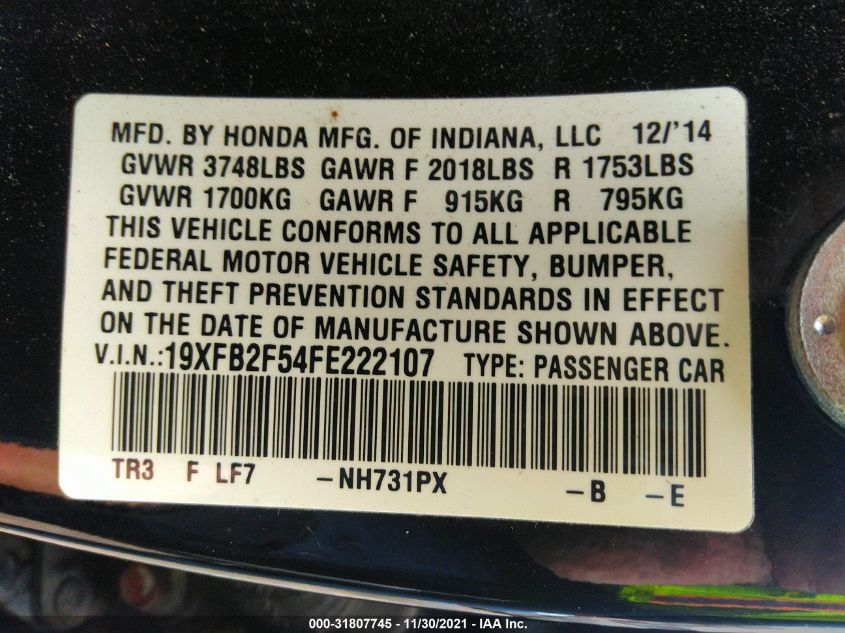 MFD. BY HONDA MFG. OF INDIANA, LLC 12/'14
GVWR 3748LBS GAWR F 2018LBS R 1753LBS
GVWR 1700KG GAWR F 915KG R 795KG
THIS VEHICLE CONFORMS TO ALL APPLICABLE
FEDERAL MOTOR VEHICLE SAFETY, BUMPER,
AND THEFT PREVENTION STANDARDS IN EFFECT
ON THE DATE OF MANUFACTURE SHOWN ABOVE.
V.I.N.:19XFB2F54FE222107 TYPE: PASSENGER CAR
TR3 F LF7 –NH731PX –B –E
000-31807745 - 11/30/2021 - IAA Inc.